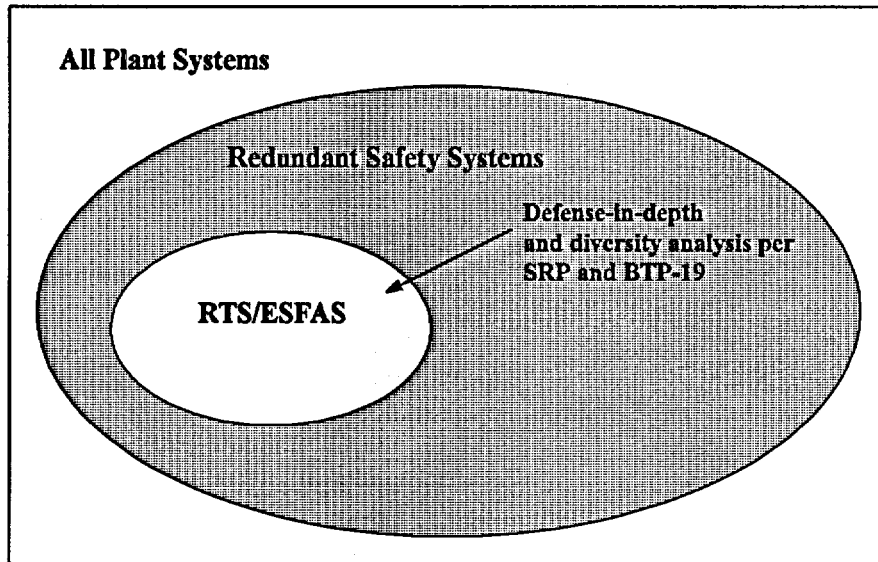 All Plant Systems
Redundant Safety Systems
Defense-in-depth
and diversity analysis per
SRP and BTP-19
RTS/ESFAS